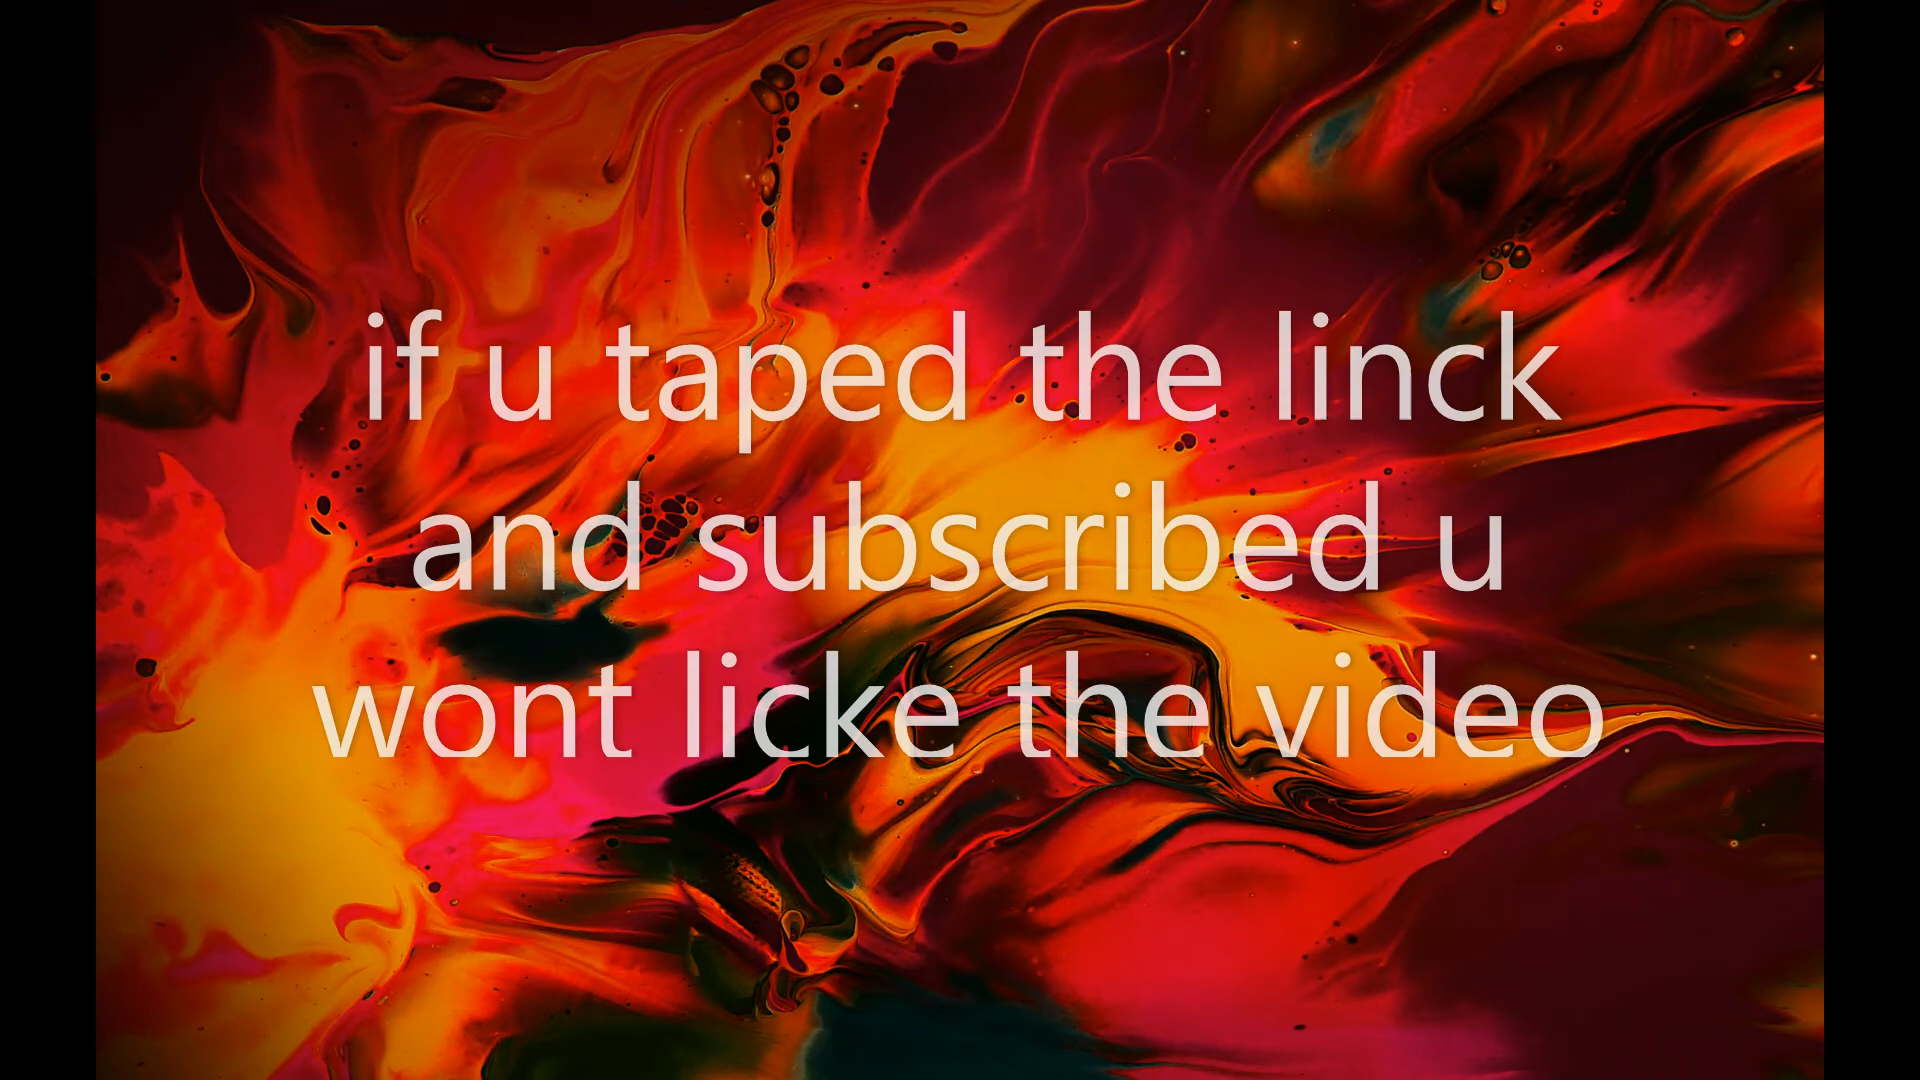 if u taped the linck
and subscribed u
wont licke the video